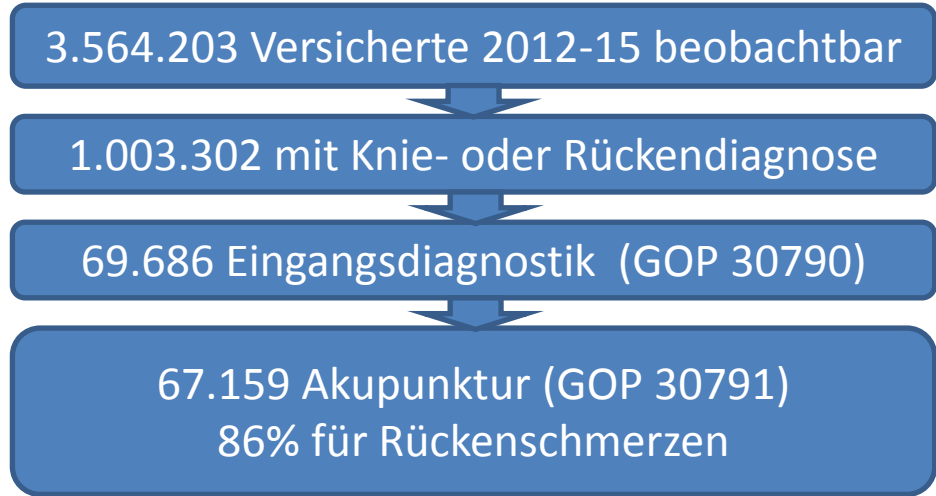 3.564.203 Versicherte 2012-15 beobachtbar
1.003.302 mit Knie- oder Rückendiagnose
69.686 Eingangsdiagnostik (GOP 30790)
67.159 Akupunktur (GOP 30791)
86% für Rückenschmerzen